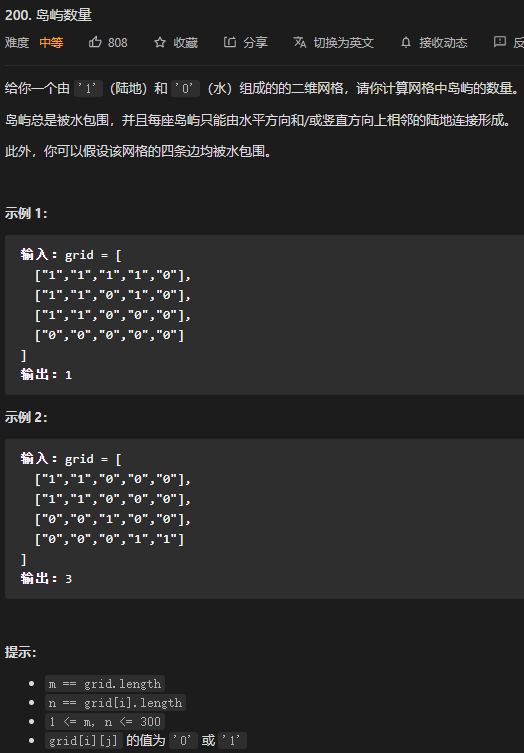 200. 岛屿数量
难度 中等 808 收藏 分享 切换为英文 接收动态 反
给你一个由 '1'（陆地）和 '0'（水）组成的的二维网格，请你计算网格中岛屿的数量。
岛屿总是被水包围，并且每座岛屿只能由水平方向和/或竖直方向上相邻的陆地连接形成。
此外，你可以假设该网格的四条边均被水包围。
示例 1：
输入：grid = [
["1","1","1","1","0"],
["1","1","0","1","0"],
["1","1","0","0","0"],
["0","0","0","0","0"]
]
输出：1
示例 2：
输入：grid = [
["1","1","0","0","0"],
["1","1","0","0","0"],
["0","0","1","0","0"],
["0","0","0","1","1"]
]
输出：3
提示：
m == grid.length
n == grid[i].length
1 <= m, n <= 300
grid[i][j] 的值为 '0' 或 '1'